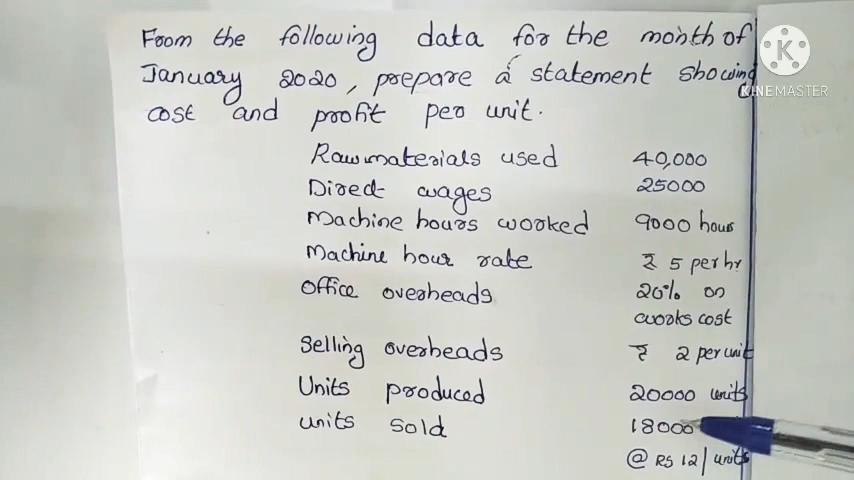 From the following data for the month of
January 2020, prepare a statement showing
cost and profit per unit.
Raw materials used 40,000
Direct wages 25000
Machine hours worked 9000 hours
Machine hour rate ₹ 5 per hr
Office overheads 20% on
works cost
Selling overheads ₹ 2 per unit
Units produced 20000 units
units sold 18000
@ RS 12/units
KINEMASTER